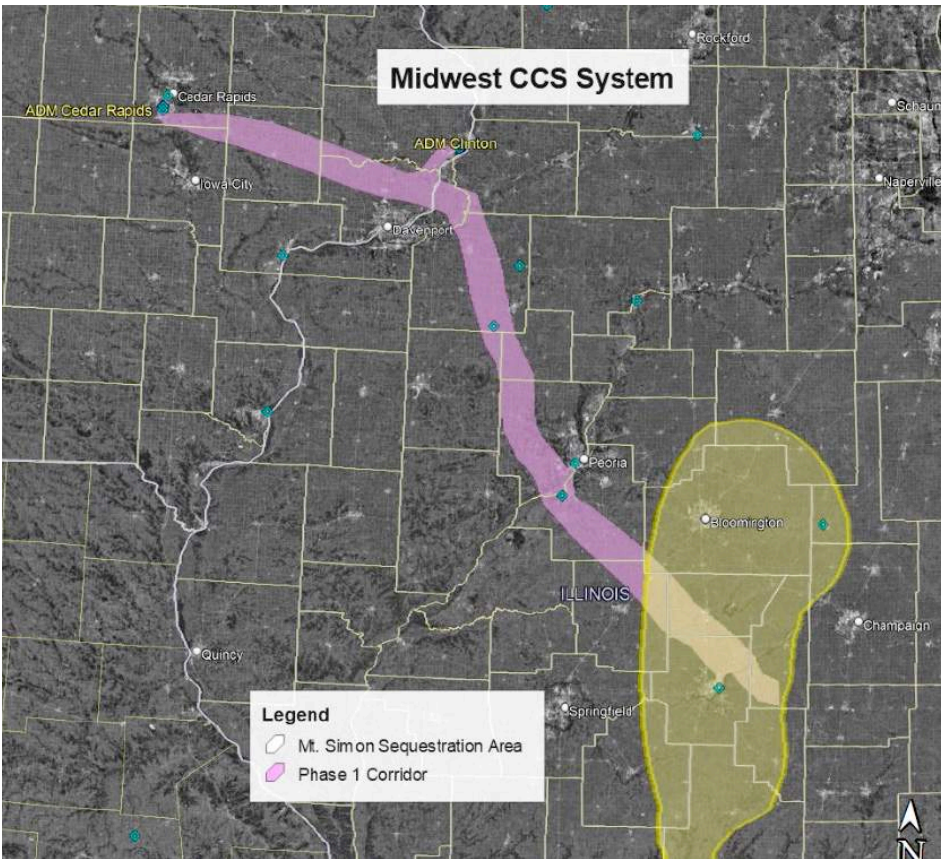 Rockford
Midwest CCS System
Cedar Rapids
ADM Cedar Rapids
Schaum
ADM Clinton
Naperville
Iowa City
Davenport
Peoria
Bloomington
ILLINOIS
Champaign
Quincy
Springfield
Legend
Mt. Simon Sequestration Area
Phase 1 Corridor
N